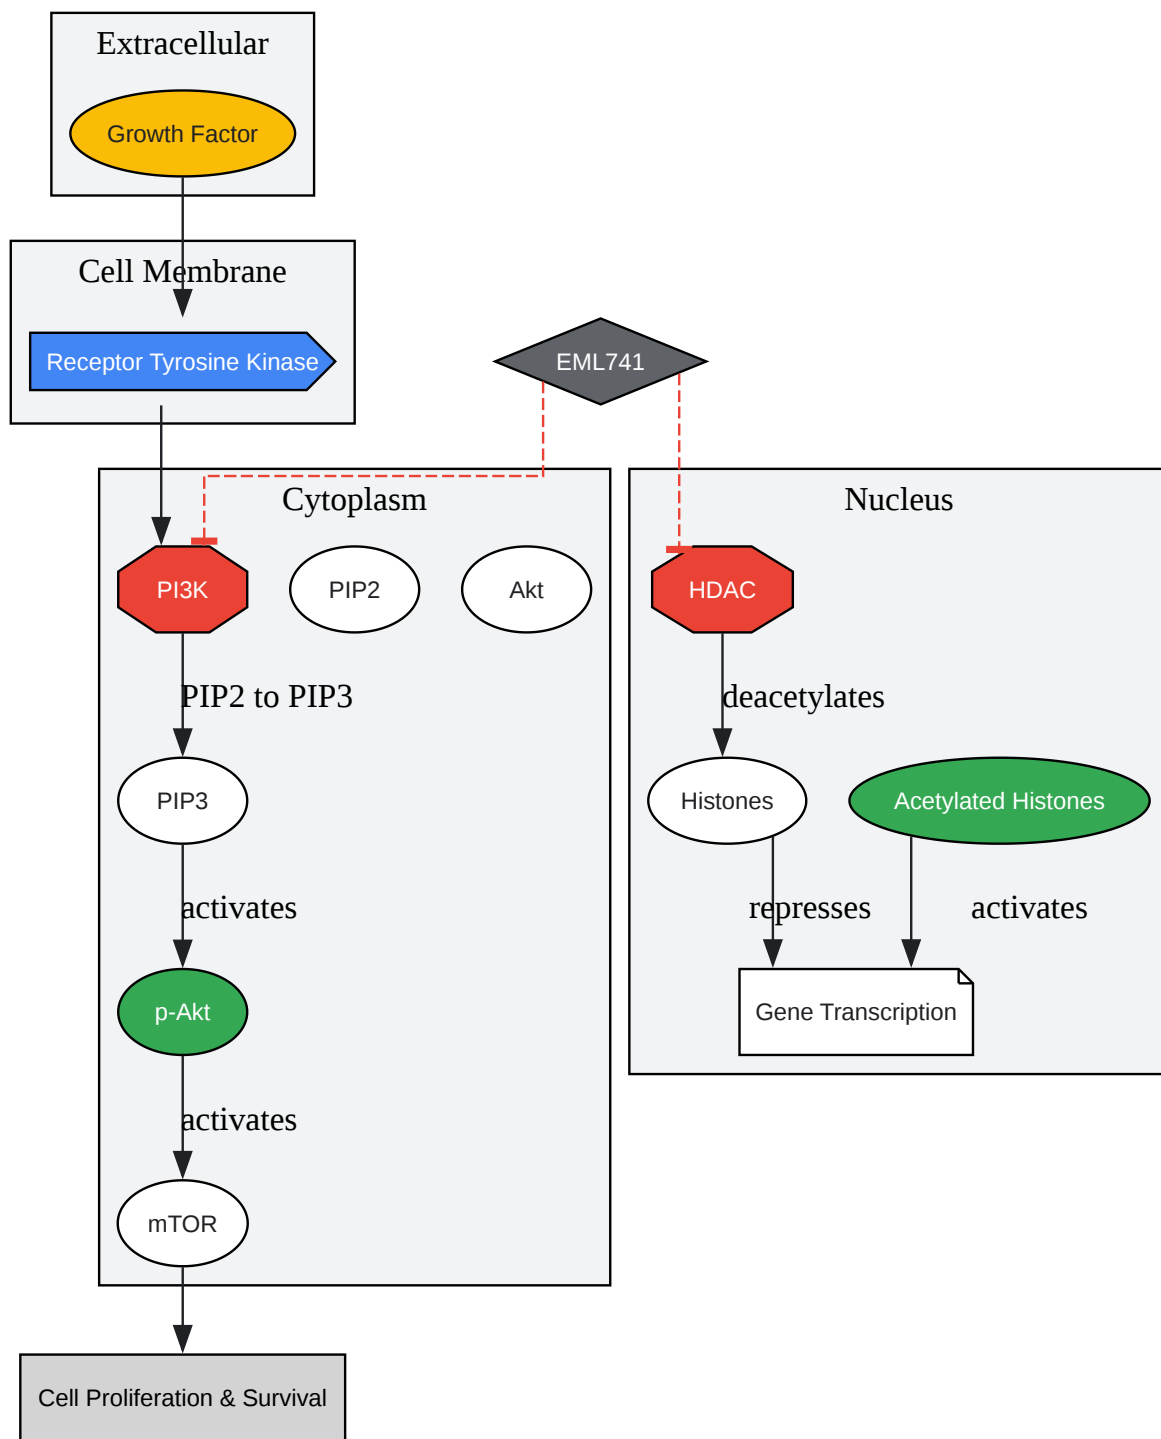 Extracellular
Growth Factor
Cell Membrane
Receptor Tyrosine Kinase
EML741
Cytoplasm
PI3K
PIP2
Akt
PIP2 to PIP3
PIP3
activates
p-Akt
activates
mTOR
Cell Proliferation & Survival
Nucleus
HDAC
deacetylates
Histones
Acetylated Histones
represses
activates
Gene Transcription